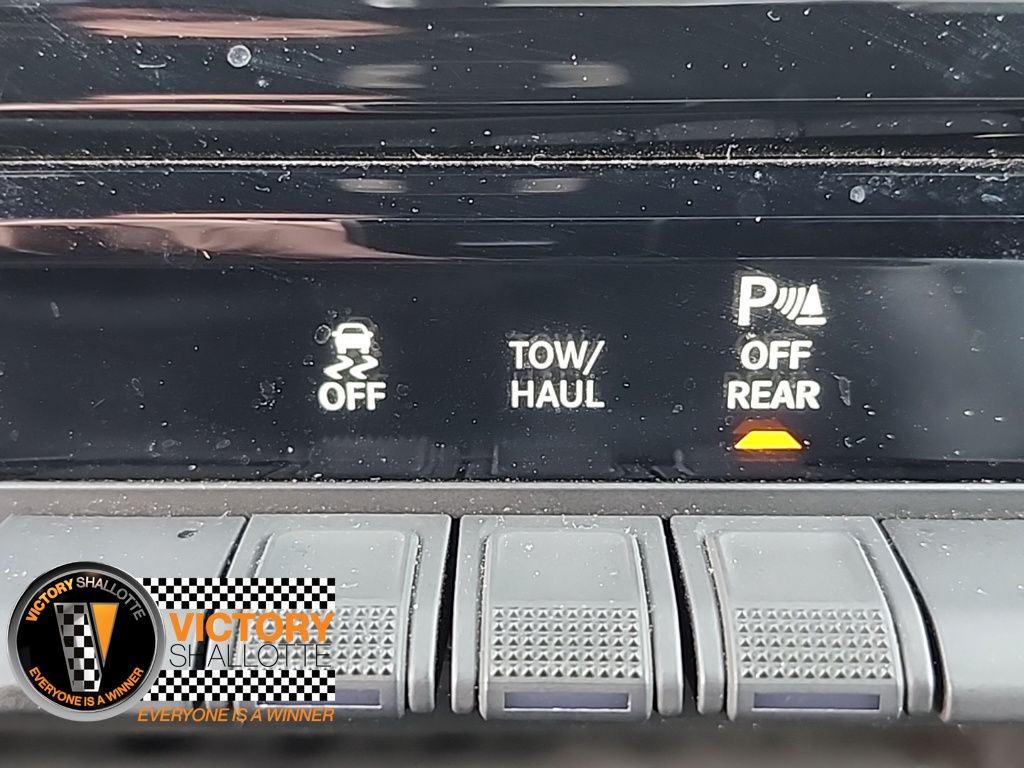 P
OFF
TOW/
HAUL
OFF
REAR
VICTORY SHALLOTTE
EVERYONE IS A WINNER
VICTORY
SHALLOTTE
EVERYONE IS A WINNER